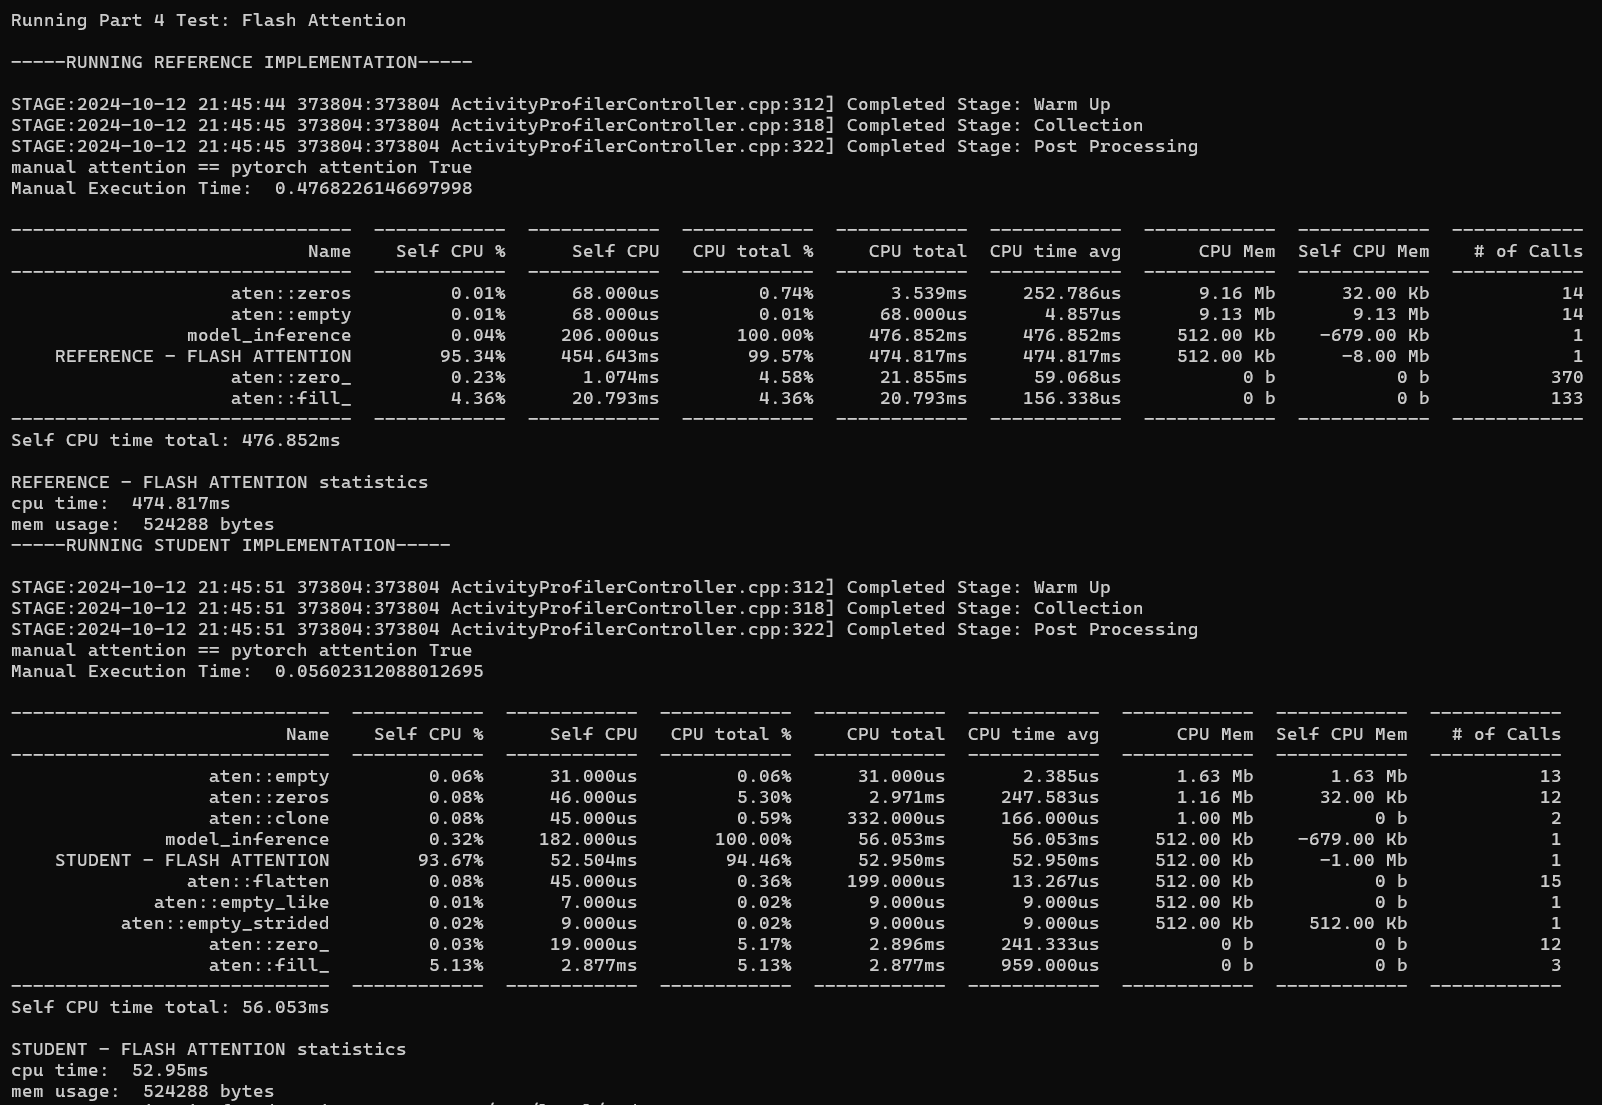 Running Part 4 Test: Flash Attention
-----RUNNING REFERENCE IMPLEMENTATION-----
STAGE:2024-10-12 21:45:44 373804:373804 ActivityProfilerController.cpp:312] Completed Stage: Warm Up
STAGE:2024-10-12 21:45:45 373804:373804 ActivityProfilerController.cpp:318] Completed Stage: Collection
STAGE:2024-10-12 21:45:45 373804:373804 ActivityProfilerController.cpp:322] Completed Stage: Post Processing
manual attention == pytorch attention True
Manual Execution Time:  0.4768226146697998
-------------------------------  ------------  ------------  ------------  ------------  ------------  ------------  ------------  ------------
Name  Self CPU %  Self CPU  CPU total %  CPU total  CPU time avg  CPU Mem  Self CPU Mem  # of Calls
-------------------------------  ------------  ------------  ------------  ------------  ------------  ------------  ------------  ------------
aten::zeros  0.01%  68.000us  0.74%  3.539ms  252.786us  9.16 Mb  32.00 Kb  14
aten::empty  0.01%  68.000us  0.01%  68.000us  4.857us  9.13 Mb  9.13 Mb  14
model_inference  0.04%  206.000us  100.00%  476.852ms  476.852ms  512.00 Kb  -679.00 Kb  1
REFERENCE - FLASH ATTENTION  95.34%  454.643ms  99.57%  474.817ms  474.817ms  512.00 Kb  -8.00 Mb  1
aten::zero_  0.23%  1.074ms  4.58%  21.855ms  59.068us  0 b  0 b  370
aten::fill_  4.36%  20.793ms  4.36%  20.793ms  156.338us  0 b  0 b  133
-------------------------------  ------------  ------------  ------------  ------------  ------------  ------------  ------------  ------------
Self CPU time total: 476.852ms
REFERENCE - FLASH ATTENTION statistics
cpu time:  474.817ms
mem usage:  524288 bytes
-----RUNNING STUDENT IMPLEMENTATION-----
STAGE:2024-10-12 21:45:51 373804:373804 ActivityProfilerController.cpp:312] Completed Stage: Warm Up
STAGE:2024-10-12 21:45:51 373804:373804 ActivityProfilerController.cpp:318] Completed Stage: Collection
STAGE:2024-10-12 21:45:51 373804:373804 ActivityProfilerController.cpp:322] Completed Stage: Post Processing
manual attention == pytorch attention True
Manual Execution Time:  0.05602312088012695
-----------------------------  ------------  ------------  ------------  ------------  ------------  ------------  ------------  ------------
Name  Self CPU %  Self CPU  CPU total %  CPU total  CPU time avg  CPU Mem  Self CPU Mem  # of Calls
-----------------------------  ------------  ------------  ------------  ------------  ------------  ------------  ------------  ------------
aten::empty  0.06%  31.000us  0.06%  31.000us  2.385us  1.63 Mb  1.63 Mb  13
aten::zeros  0.08%  46.000us  5.30%  2.971ms  247.583us  1.16 Mb  32.00 Kb  12
aten::clone  0.08%  45.000us  0.59%  332.000us  166.000us  1.00 Mb  0 b  2
model_inference  0.32%  182.000us  100.00%  56.053ms  56.053ms  512.00 Kb  -679.00 Kb  1
STUDENT - FLASH ATTENTION  93.67%  52.504ms  94.46%  52.950ms  52.950ms  512.00 Kb  -1.00 Mb  1
aten::flatten  0.08%  45.000us  0.36%  199.000us  13.267us  512.00 Kb  0 b  15
aten::empty_like  0.01%  7.000us  0.02%  9.000us  9.000us  512.00 Kb  0 b  1
aten::empty_strided  0.02%  9.000us  0.02%  9.000us  9.000us  512.00 Kb  512.00 Kb  1
aten::zero_  0.03%  19.000us  5.17%  2.896ms  241.333us  0 b  0 b  12
aten::fill_  5.13%  2.877ms  5.13%  2.877ms  959.000us  0 b  0 b  3
-----------------------------  ------------  ------------  ------------  ------------  ------------  ------------  ------------  ------------
Self CPU time total: 56.053ms
STUDENT - FLASH ATTENTION statistics
cpu time:  52.95ms
mem usage:  524288 bytes